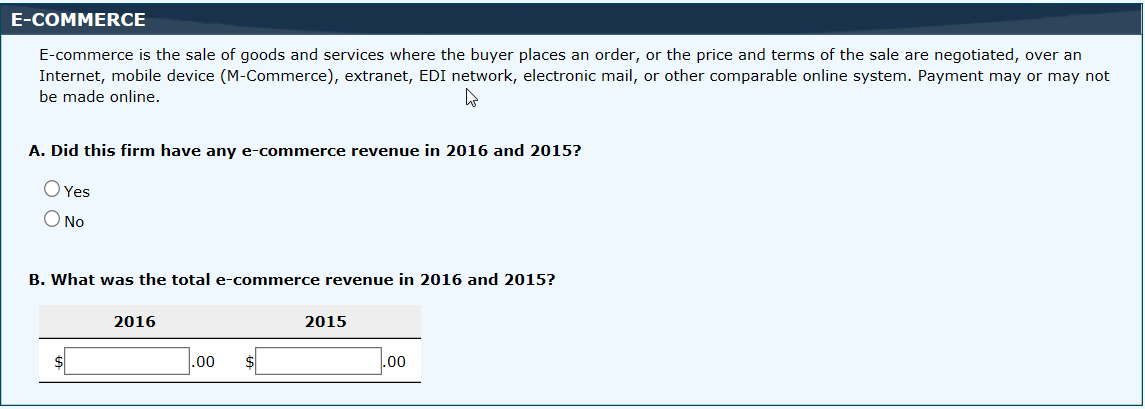 E-COMMERCE
E-commerce is the sale of goods and services where the buyer places an order, or the price and terms of the sale are negotiated, over an
Internet, mobile device (M-Commerce), extranet, EDI network, electronic mail, or other comparable online system. Payment may or may not
be made online.
A. Did this firm have any e-commerce revenue in 2016 and 2015?
Yes
No
B. What was the total e-commerce revenue in 2016 and 2015?
2016 2015
$ .00 $ .00